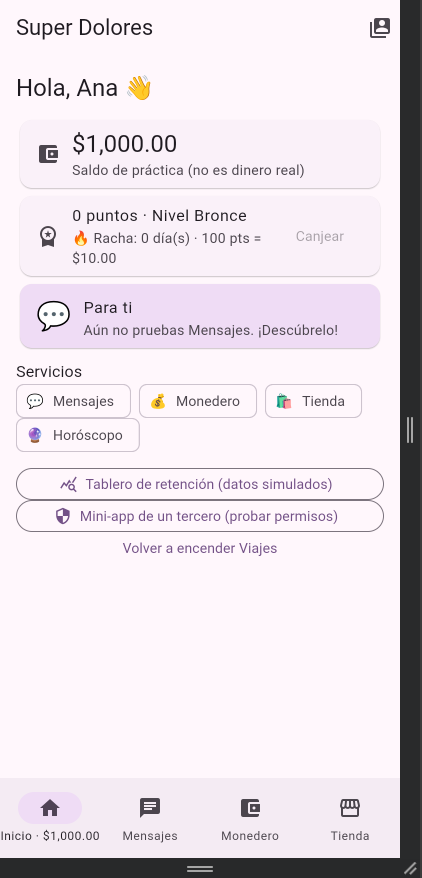 Super Dolores
Hola, Ana 👋
$1,000.00
Saldo de práctica (no es dinero real)
0 puntos · Nivel Bronce
🔥 Racha: 0 día(s) · 100 pts =
$10.00
Canjear
Para ti
Aún no pruebas Mensajes. ¡Descúbrelo!
Servicios
Mensajes
Monedero
Tienda
Horóscopo
Tablero de retención (datos simulados)
Mini-app de un tercero (probar permisos)
Volver a encender Viajes
Inicio · $1,000.00
Mensajes
Monedero
Tienda